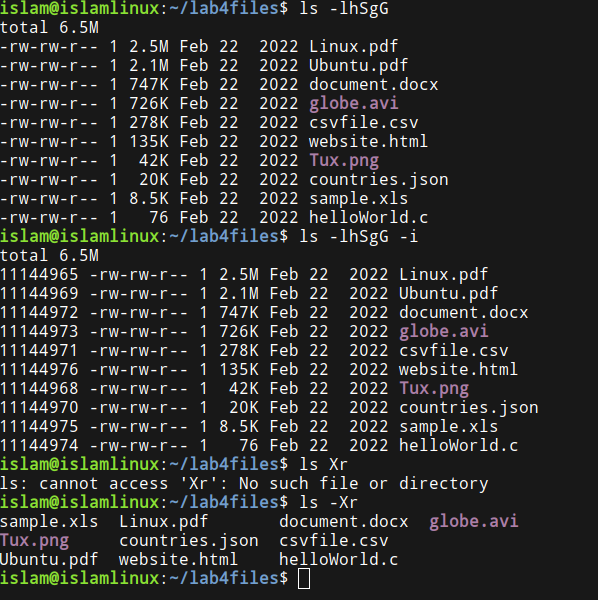 islam@islamlinux:~/lab4files$ ls -lhSgG
total 6.5M
-rw-rw-r-- 1 2.5M Feb 22  2022 Linux.pdf
-rw-rw-r-- 1 2.1M Feb 22  2022 Ubuntu.pdf
-rw-rw-r-- 1 747K Feb 22  2022 document.docx
-rw-rw-r-- 1 726K Feb 22  2022 globe.avi
-rw-rw-r-- 1 278K Feb 22  2022 csvfile.csv
-rw-rw-r-- 1 135K Feb 22  2022 website.html
-rw-rw-r-- 1  42K Feb 22  2022 Tux.png
-rw-rw-r-- 1  20K Feb 22  2022 countries.json
-rw-rw-r-- 1 8.5K Feb 22  2022 sample.xls
-rw-rw-r-- 1   76 Feb 22  2022 helloWorld.c
islam@islamlinux:~/lab4files$ ls -lhSgG -i
total 6.5M
11144965 -rw-rw-r-- 1 2.5M Feb 22  2022 Linux.pdf
11144969 -rw-rw-r-- 1 2.1M Feb 22  2022 Ubuntu.pdf
11144972 -rw-rw-r-- 1 747K Feb 22  2022 document.docx
11144973 -rw-rw-r-- 1 726K Feb 22  2022 globe.avi
11144971 -rw-rw-r-- 1 278K Feb 22  2022 csvfile.csv
11144976 -rw-rw-r-- 1 135K Feb 22  2022 website.html
11144968 -rw-rw-r-- 1  42K Feb 22  2022 Tux.png
11144970 -rw-rw-r-- 1  20K Feb 22  2022 countries.json
11144975 -rw-rw-r-- 1 8.5K Feb 22  2022 sample.xls
11144974 -rw-rw-r-- 1   76 Feb 22  2022 helloWorld.c
islam@islamlinux:~/lab4files$ ls Xr
ls: cannot access 'Xr': No such file or directory
islam@islamlinux:~/lab4files$ ls -Xr
sample.xls  Linux.pdf       document.docx  globe.avi
Tux.png     countries.json  csvfile.csv
Ubuntu.pdf  website.html    helloWorld.c
islam@islamlinux:~/lab4files$